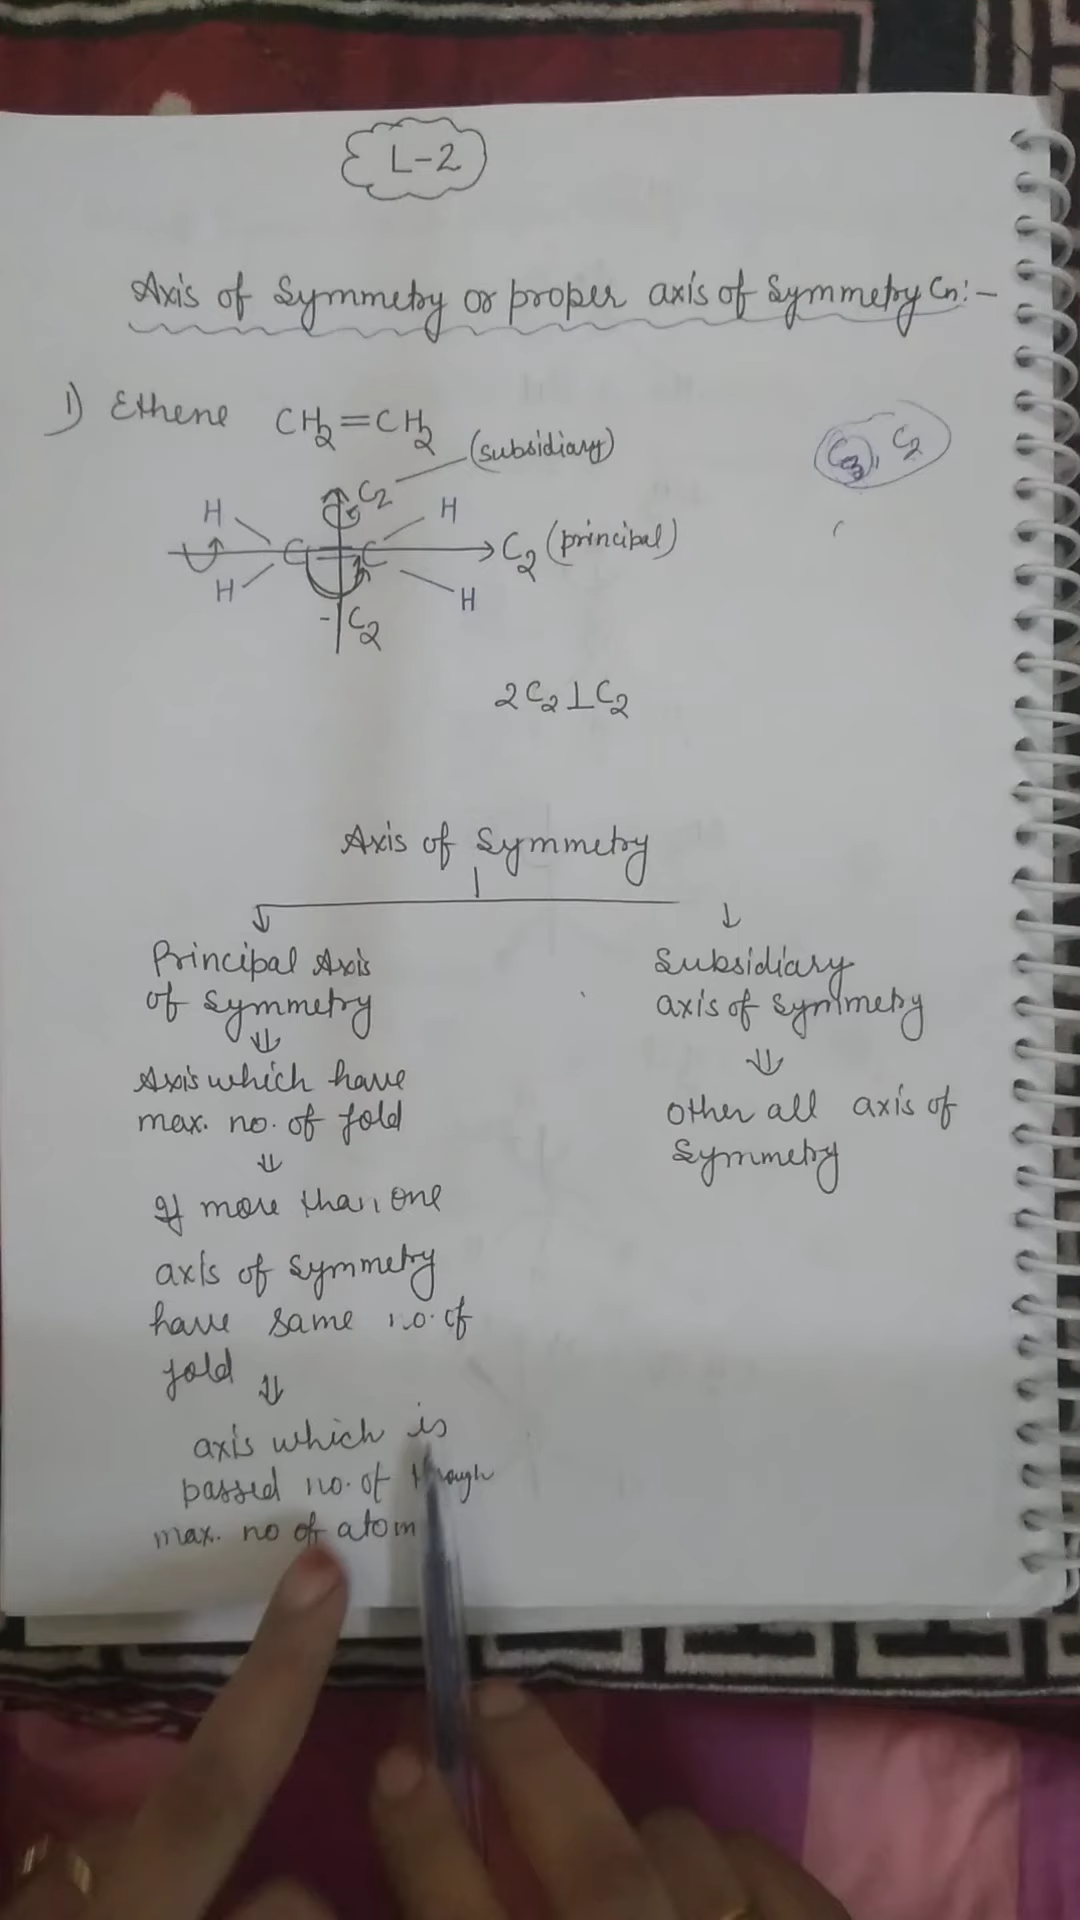 L-2
Axis of Symmetry or proper axis of Symmetry Cn:-
1) Ethene CH2=CH2
(subsidiary)
C3, C2
C2
H H
C C C2 (principal)
H H
C2
2C2⊥C2
Axis of Symmetry
Principal Axis
of Symmetry
Axis which have
max. no. of fold
If more than one
axis of Symmetry
have same no. of
fold
axis which is
passed no. of through
max. no of atom
Subsidiary
axis of symmetry
Other all axis of
Symmetry